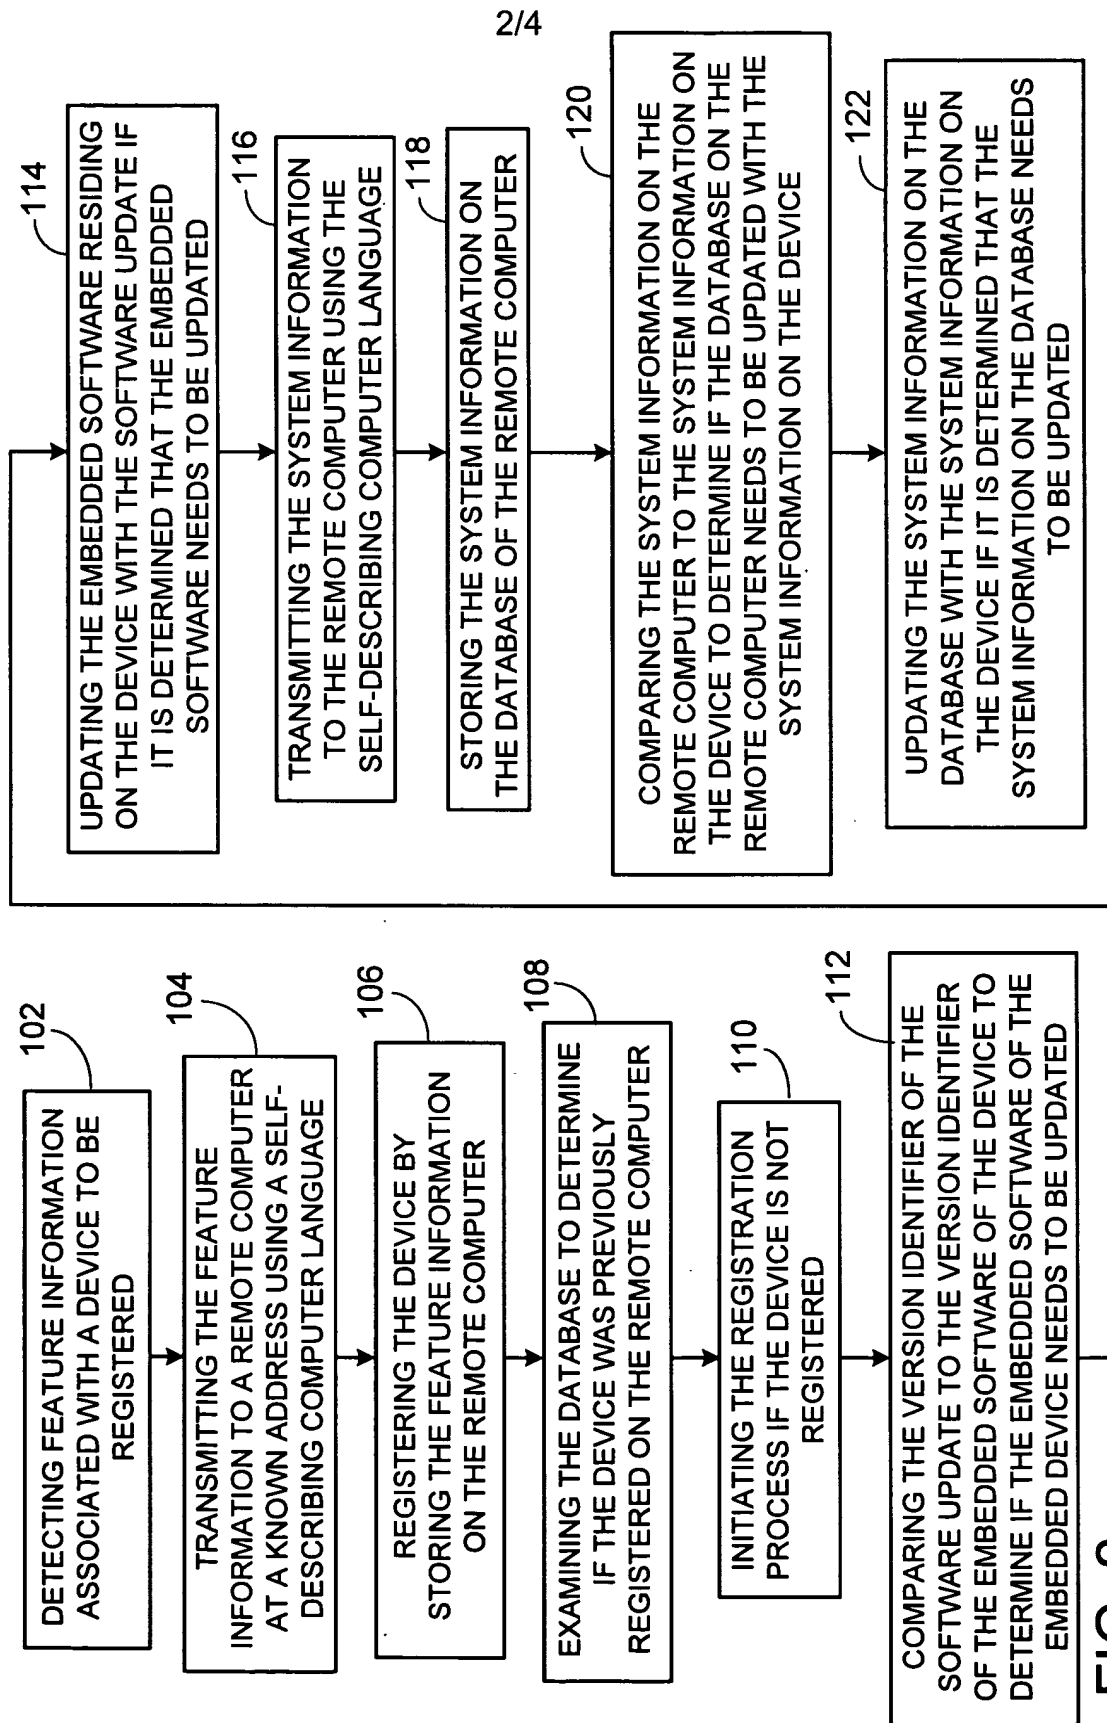 2/4
102
DETECTING FEATURE INFORMATION
ASSOCIATED WITH A DEVICE TO BE
REGISTERED
104
TRANSMITTING THE FEATURE
INFORMATION TO A REMOTE COMPUTER
AT A KNOWN ADDRESS USING A SELF-
DESCRIBING COMPUTER LANGUAGE
106
REGISTERING THE DEVICE BY
STORING THE FEATURE INFORMATION
ON THE REMOTE COMPUTER
108
EXAMINING THE DATABASE TO DETERMINE
IF THE DEVICE WAS PREVIOUSLY
REGISTERED ON THE REMOTE COMPUTER
110
INITIATING THE REGISTRATION
PROCESS IF THE DEVICE IS NOT
REGISTERED
112
COMPARING THE VERSION IDENTIFIER OF THE
SOFTWARE UPDATE TO THE VERSION IDENTIFIER
OF THE EMBEDDED SOFTWARE OF THE DEVICE TO
DETERMINE IF THE EMBEDDED SOFTWARE OF THE
EMBEDDED DEVICE NEEDS TO BE UPDATED
114
UPDATING THE EMBEDDED SOFTWARE RESIDING
ON THE DEVICE WITH THE SOFTWARE UPDATE IF
IT IS DETERMINED THAT THE EMBEDDED
SOFTWARE NEEDS TO BE UPDATED
116
TRANSMITTING THE SYSTEM INFORMATION
TO THE REMOTE COMPUTER USING THE
SELF-DESCRIBING COMPUTER LANGUAGE
118
STORING THE SYSTEM INFORMATION ON
THE DATABASE OF THE REMOTE COMPUTER
120
COMPARING THE SYSTEM INFORMATION ON THE
REMOTE COMPUTER TO THE SYSTEM INFORMATION ON
THE DEVICE TO DETERMINE IF THE DATABASE ON THE
REMOTE COMPUTER NEEDS TO BE UPDATED WITH THE
SYSTEM INFORMATION ON THE DEVICE
122
UPDATING THE SYSTEM INFORMATION ON THE
DATABASE WITH THE SYSTEM INFORMATION ON
THE DEVICE IF IT IS DETERMINED THAT THE
SYSTEM INFORMATION ON THE DATABASE NEEDS
TO BE UPDATED
FIG.